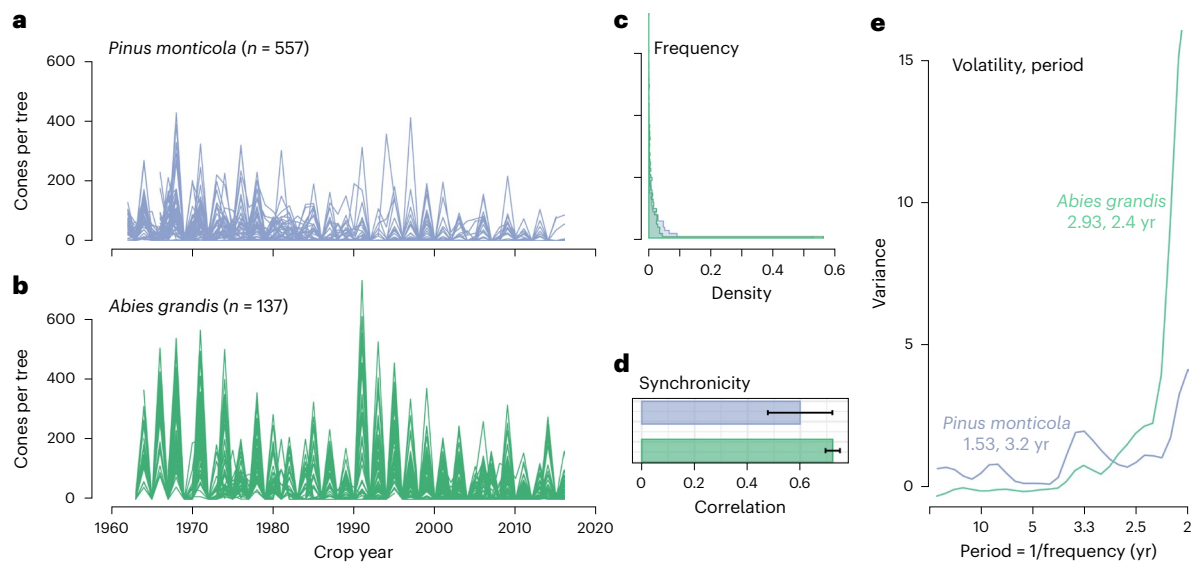 a
Pinus monticola (n = 557)
600
400
200
0
Cones per tree
b
Abies grandis (n = 137)
600
400
200
0
Cones per tree
1960
1970
1980
1990
2000
2010
2020
Crop year
c
Frequency
0
0.2
0.4
0.6
Density
d
Synchronicity
0
0.2
0.4
0.6
Correlation
e
Volatility, period
15
10
5
0
Variance
Abies grandis
2.93, 2.4 yr
Pinus monticola
1.53, 3.2 yr
10
5
3.3
2.5
2
Period = 1/frequency (yr)